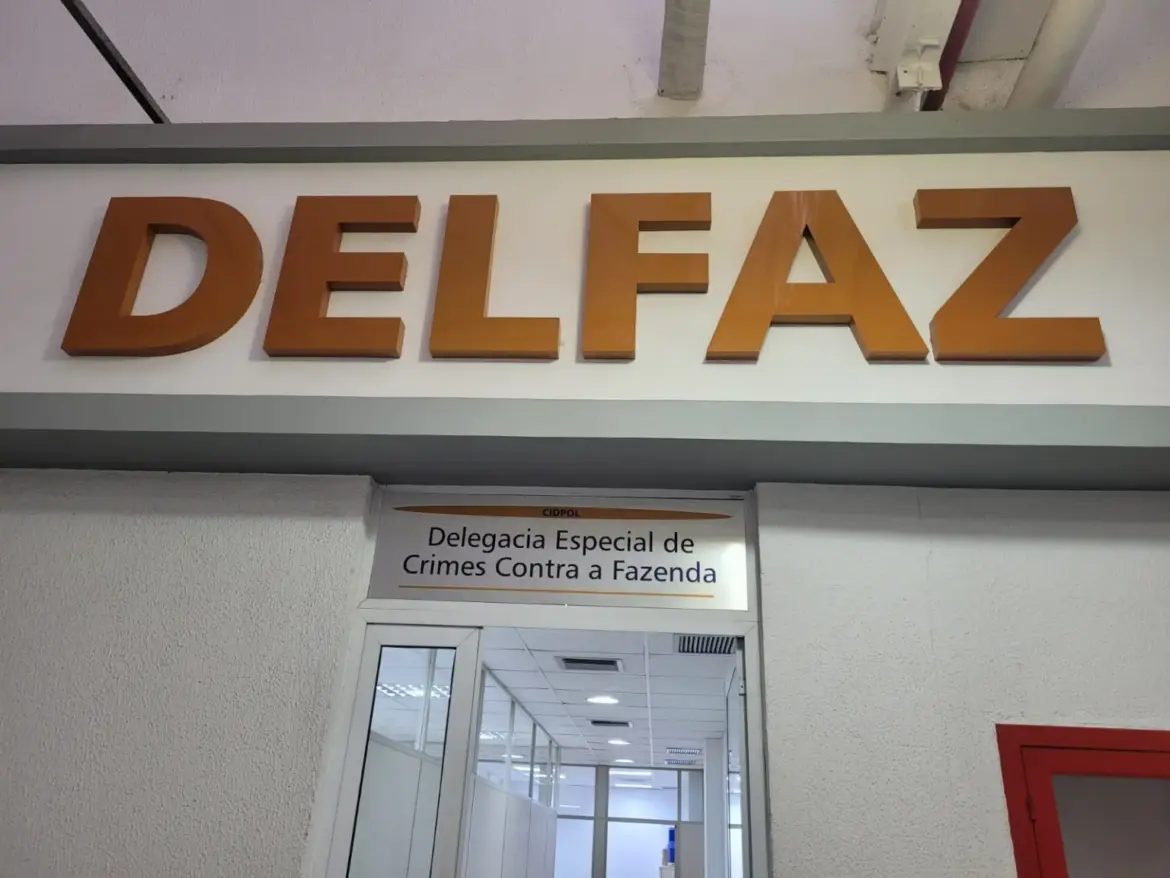 DELFAZ
CIDPOL
Delegacia Especial de
Crimes Contra a Fazenda